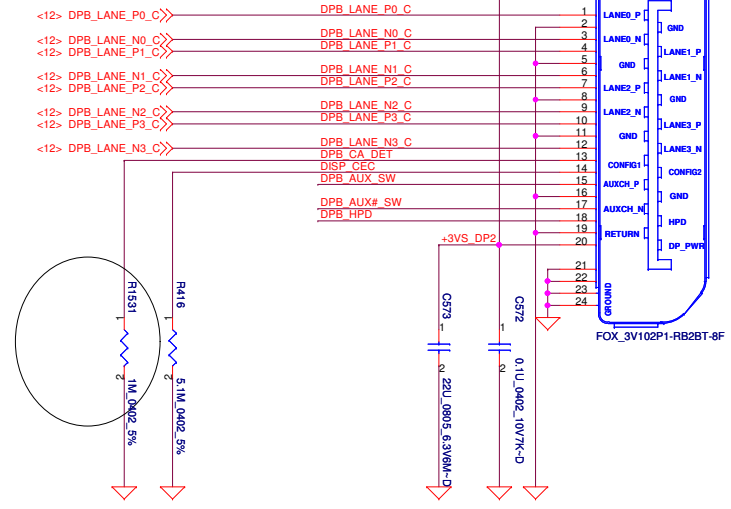 <12> DPB_LANE_P0_C DPB_LANE_P0_C 1 LANE0_P
2 GND
<12> DPB_LANE_N0_C DPB_LANE_N0_C 3 LANE0_N
<12> DPB_LANE_P1_C DPB_LANE_P1_C 4 LANE1_P
5 GND
<12> DPB_LANE_N1_C DPB_LANE_N1_C 6 LANE1_N
<12> DPB_LANE_P2_C DPB_LANE_P2_C 7 LANE2_P
8 GND
<12> DPB_LANE_N2_C DPB_LANE_N2_C 9 LANE2_N
<12> DPB_LANE_P3_C DPB_LANE_P3_C 10 LANE3_P
11 GND
<12> DPB_LANE_N3_C DPB_LANE_N3_C 12 LANE3_N
DPB_CA_DET 13 CONFIG1
DISP_CEC 14 CONFIG2
DPB_AUX_SW 15 AUXCH_P
16 GND
DPB_AUX#_SW 17 AUXCH_N
DPB_HPD 18 HPD
19 RETURN
+3VS_DP2 20 DP_PWR
21
22
23
24
GROUND
FOX_3V102P1-RB2BT-8F
R1531
1
2
1M_0402_5%
R416
1
2
5.1M_0402_5%
C573
1
2
22U_0805_6.3V6M~D
C572
1
2
0.1U_0402_10V7K~D